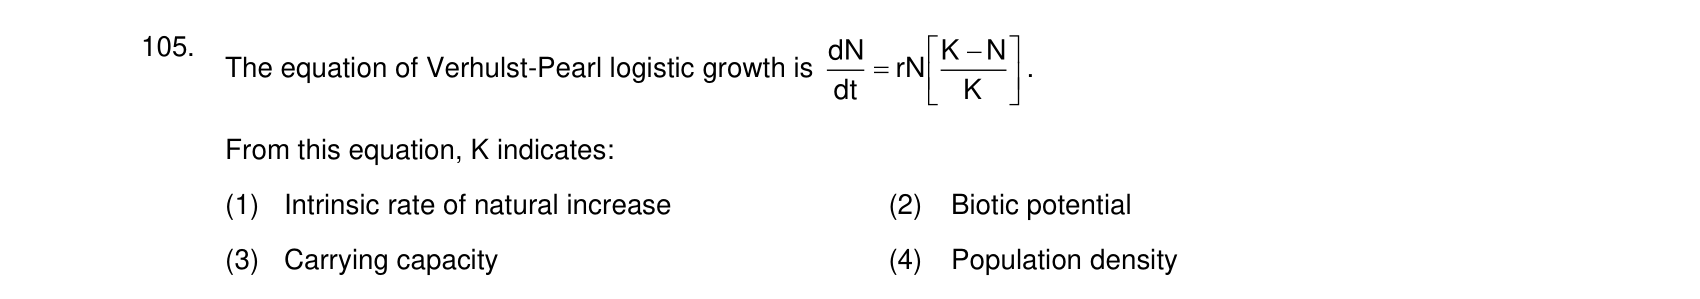 105.
The equation of Verhulst-Pearl logistic growth is dN/dt = rN[(K – N)/K].
From this equation, K indicates:
(1) Intrinsic rate of natural increase (2) Biotic potential
(3) Carrying capacity (4) Population density